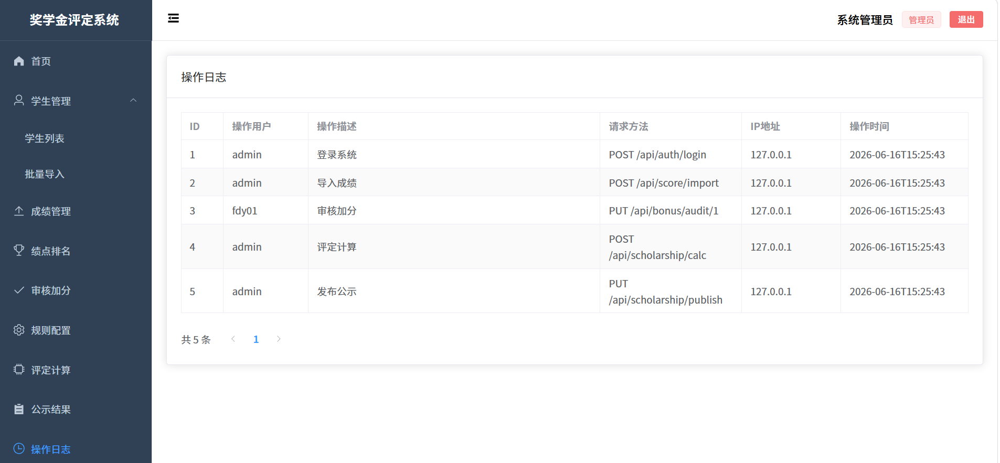 奖学金评定系统
系统管理员 管理员 退出
首页
学生管理
学生列表
批量导入
成绩管理
绩点排名
审核加分
规则配置
评定计算
公示结果
操作日志
操作日志
ID 操作用户 操作描述 请求方法 IP地址 操作时间
1 admin 登录系统 POST /api/auth/login 127.0.0.1 2026-06-16T15:25:43
2 admin 导入成绩 POST /api/score/import 127.0.0.1 2026-06-16T15:25:43
3 fdy01 审核加分 PUT /api/bonus/audit/1 127.0.0.1 2026-06-16T15:25:43
4 admin 评定计算 POST /api/scholarship/calc 127.0.0.1 2026-06-16T15:25:43
5 admin 发布公示 PUT /api/scholarship/publish 127.0.0.1 2026-06-16T15:25:43
共 5 条 1